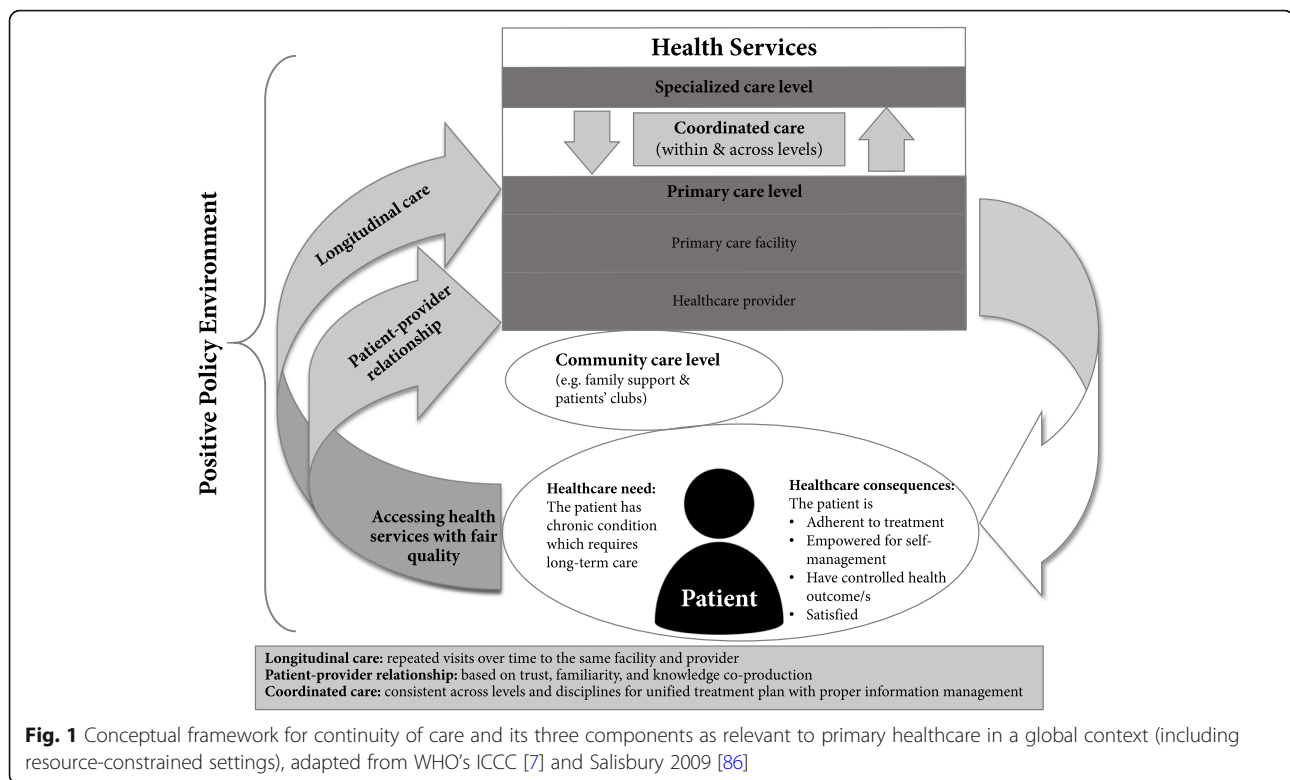 Health Services
Specialized care level
Coordinated care
(within & across levels)
Primary care level
Primary care facility
Healthcare provider
Positive Policy Environment
Longitudinal care
Patient-provider
relationship
Accessing health
services with fair
quality
Community care level
(e.g. family support &
patients’ clubs)
Healthcare need:
The patient has
chronic condition
which requires
long-term care
Patient
Healthcare consequences:
The patient is
• Adherent to treatment
• Empowered for self-
management
• Have controlled health
outcome/s
• Satisfied
Longitudinal care: repeated visits over time to the same facility and provider
Patient-provider relationship: based on trust, familiarity, and knowledge co-production
Coordinated care: consistent across levels and disciplines for unified treatment plan with proper information management
Fig. 1 Conceptual framework for continuity of care and its three components as relevant to primary healthcare in a global context (including
resource-constrained settings), adapted from WHO’s ICCC [7] and Salisbury 2009 [86]